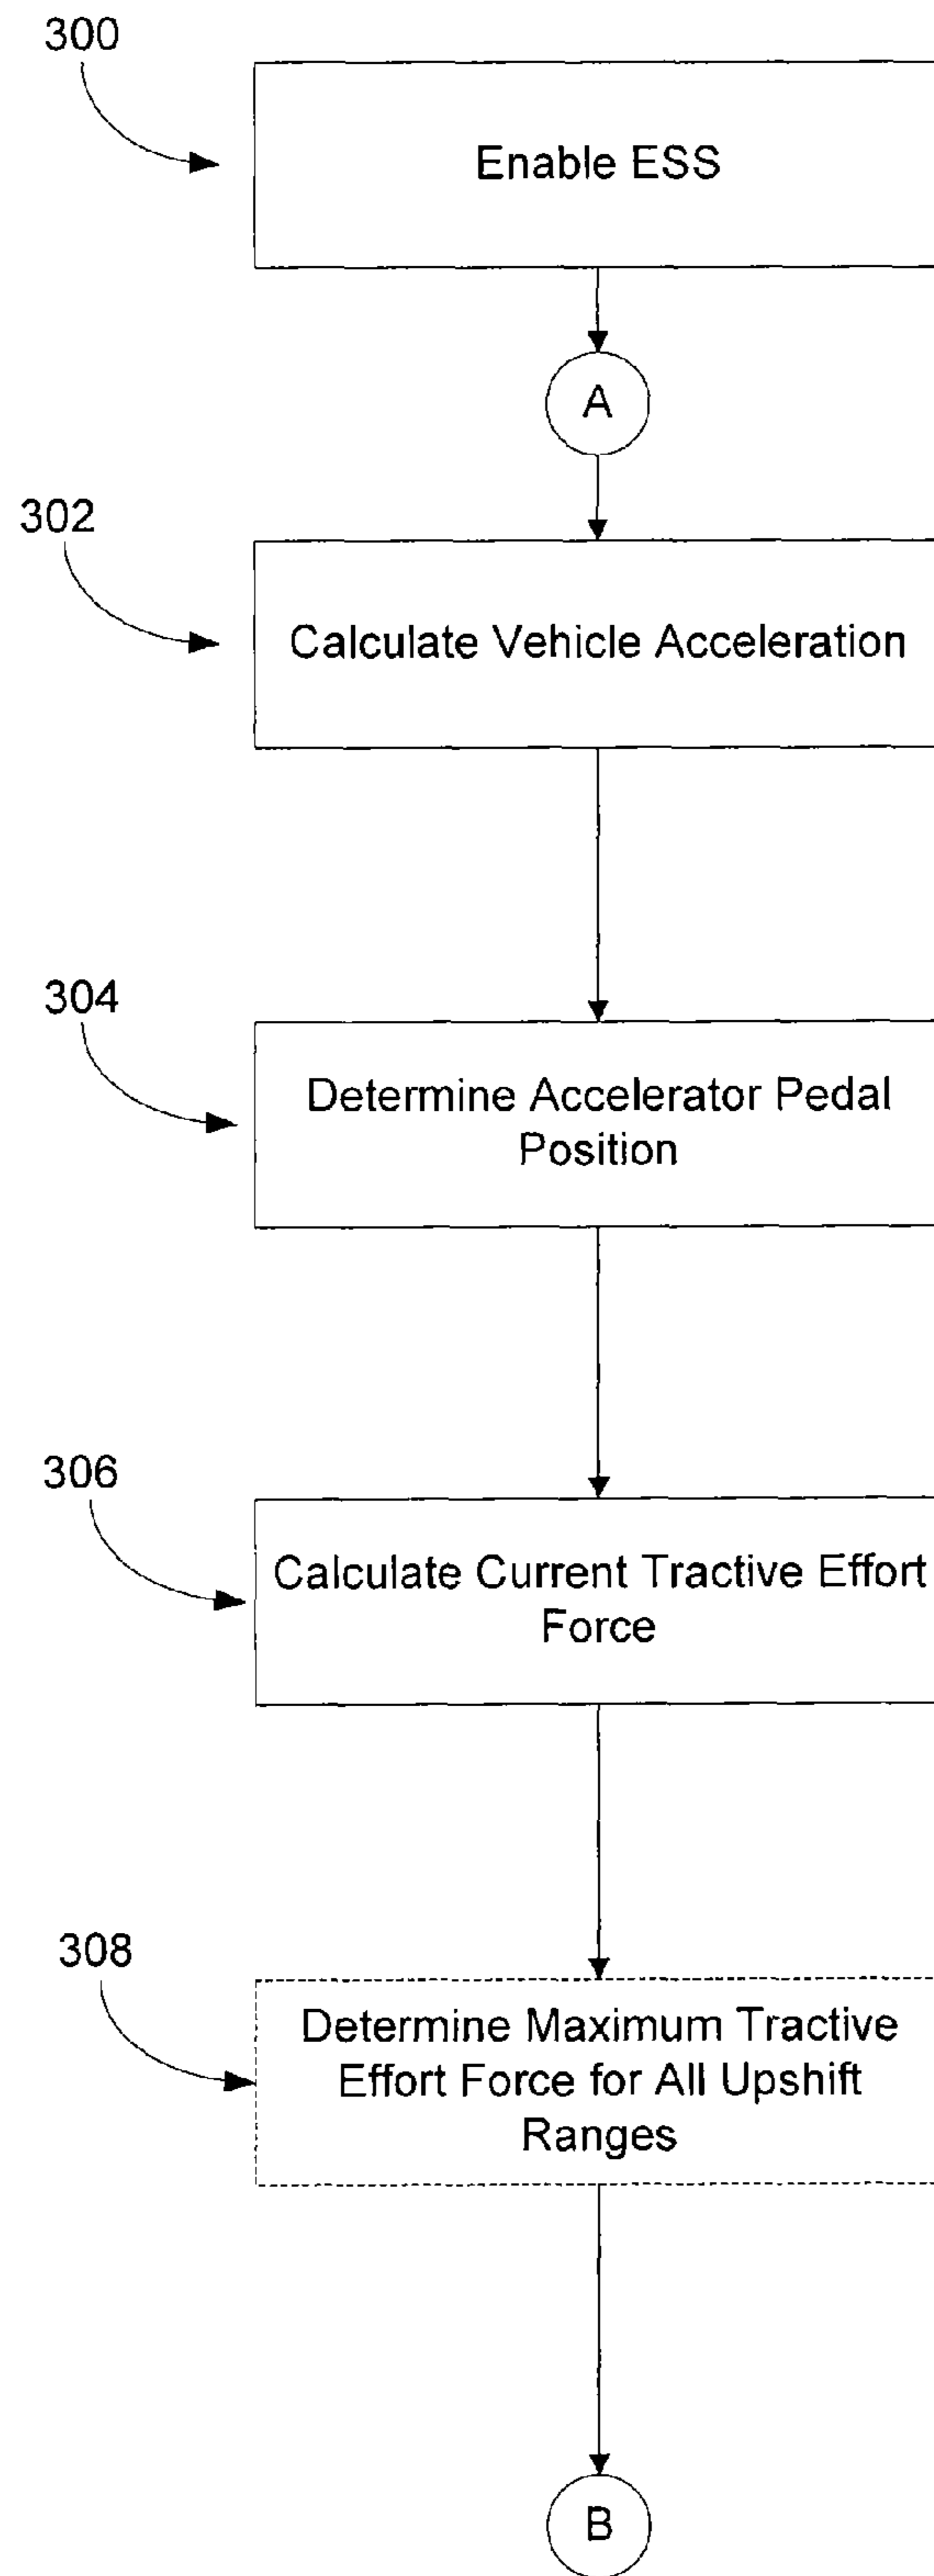 300
Enable ESS
A
302
Calculate Vehicle Acceleration
304
Determine Accelerator Pedal
Position
306
Calculate Current Tractive Effort
Force
308
Determine Maximum Tractive
Effort Force for All Upshift
Ranges
B